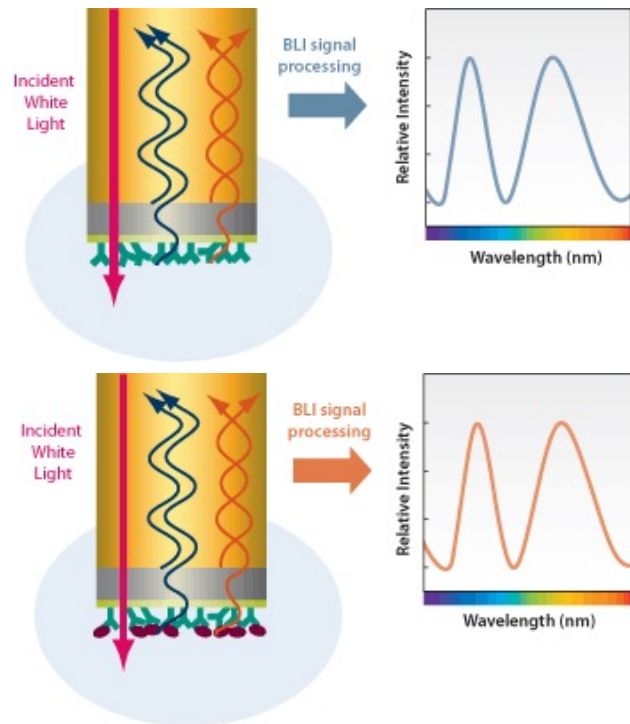 Incident
White
Light
BLI signal
processing
Relative Intensity
Wavelength (nm)
Incident
White
Light
BLI signal
processing
Relative Intensity
Wavelength (nm)